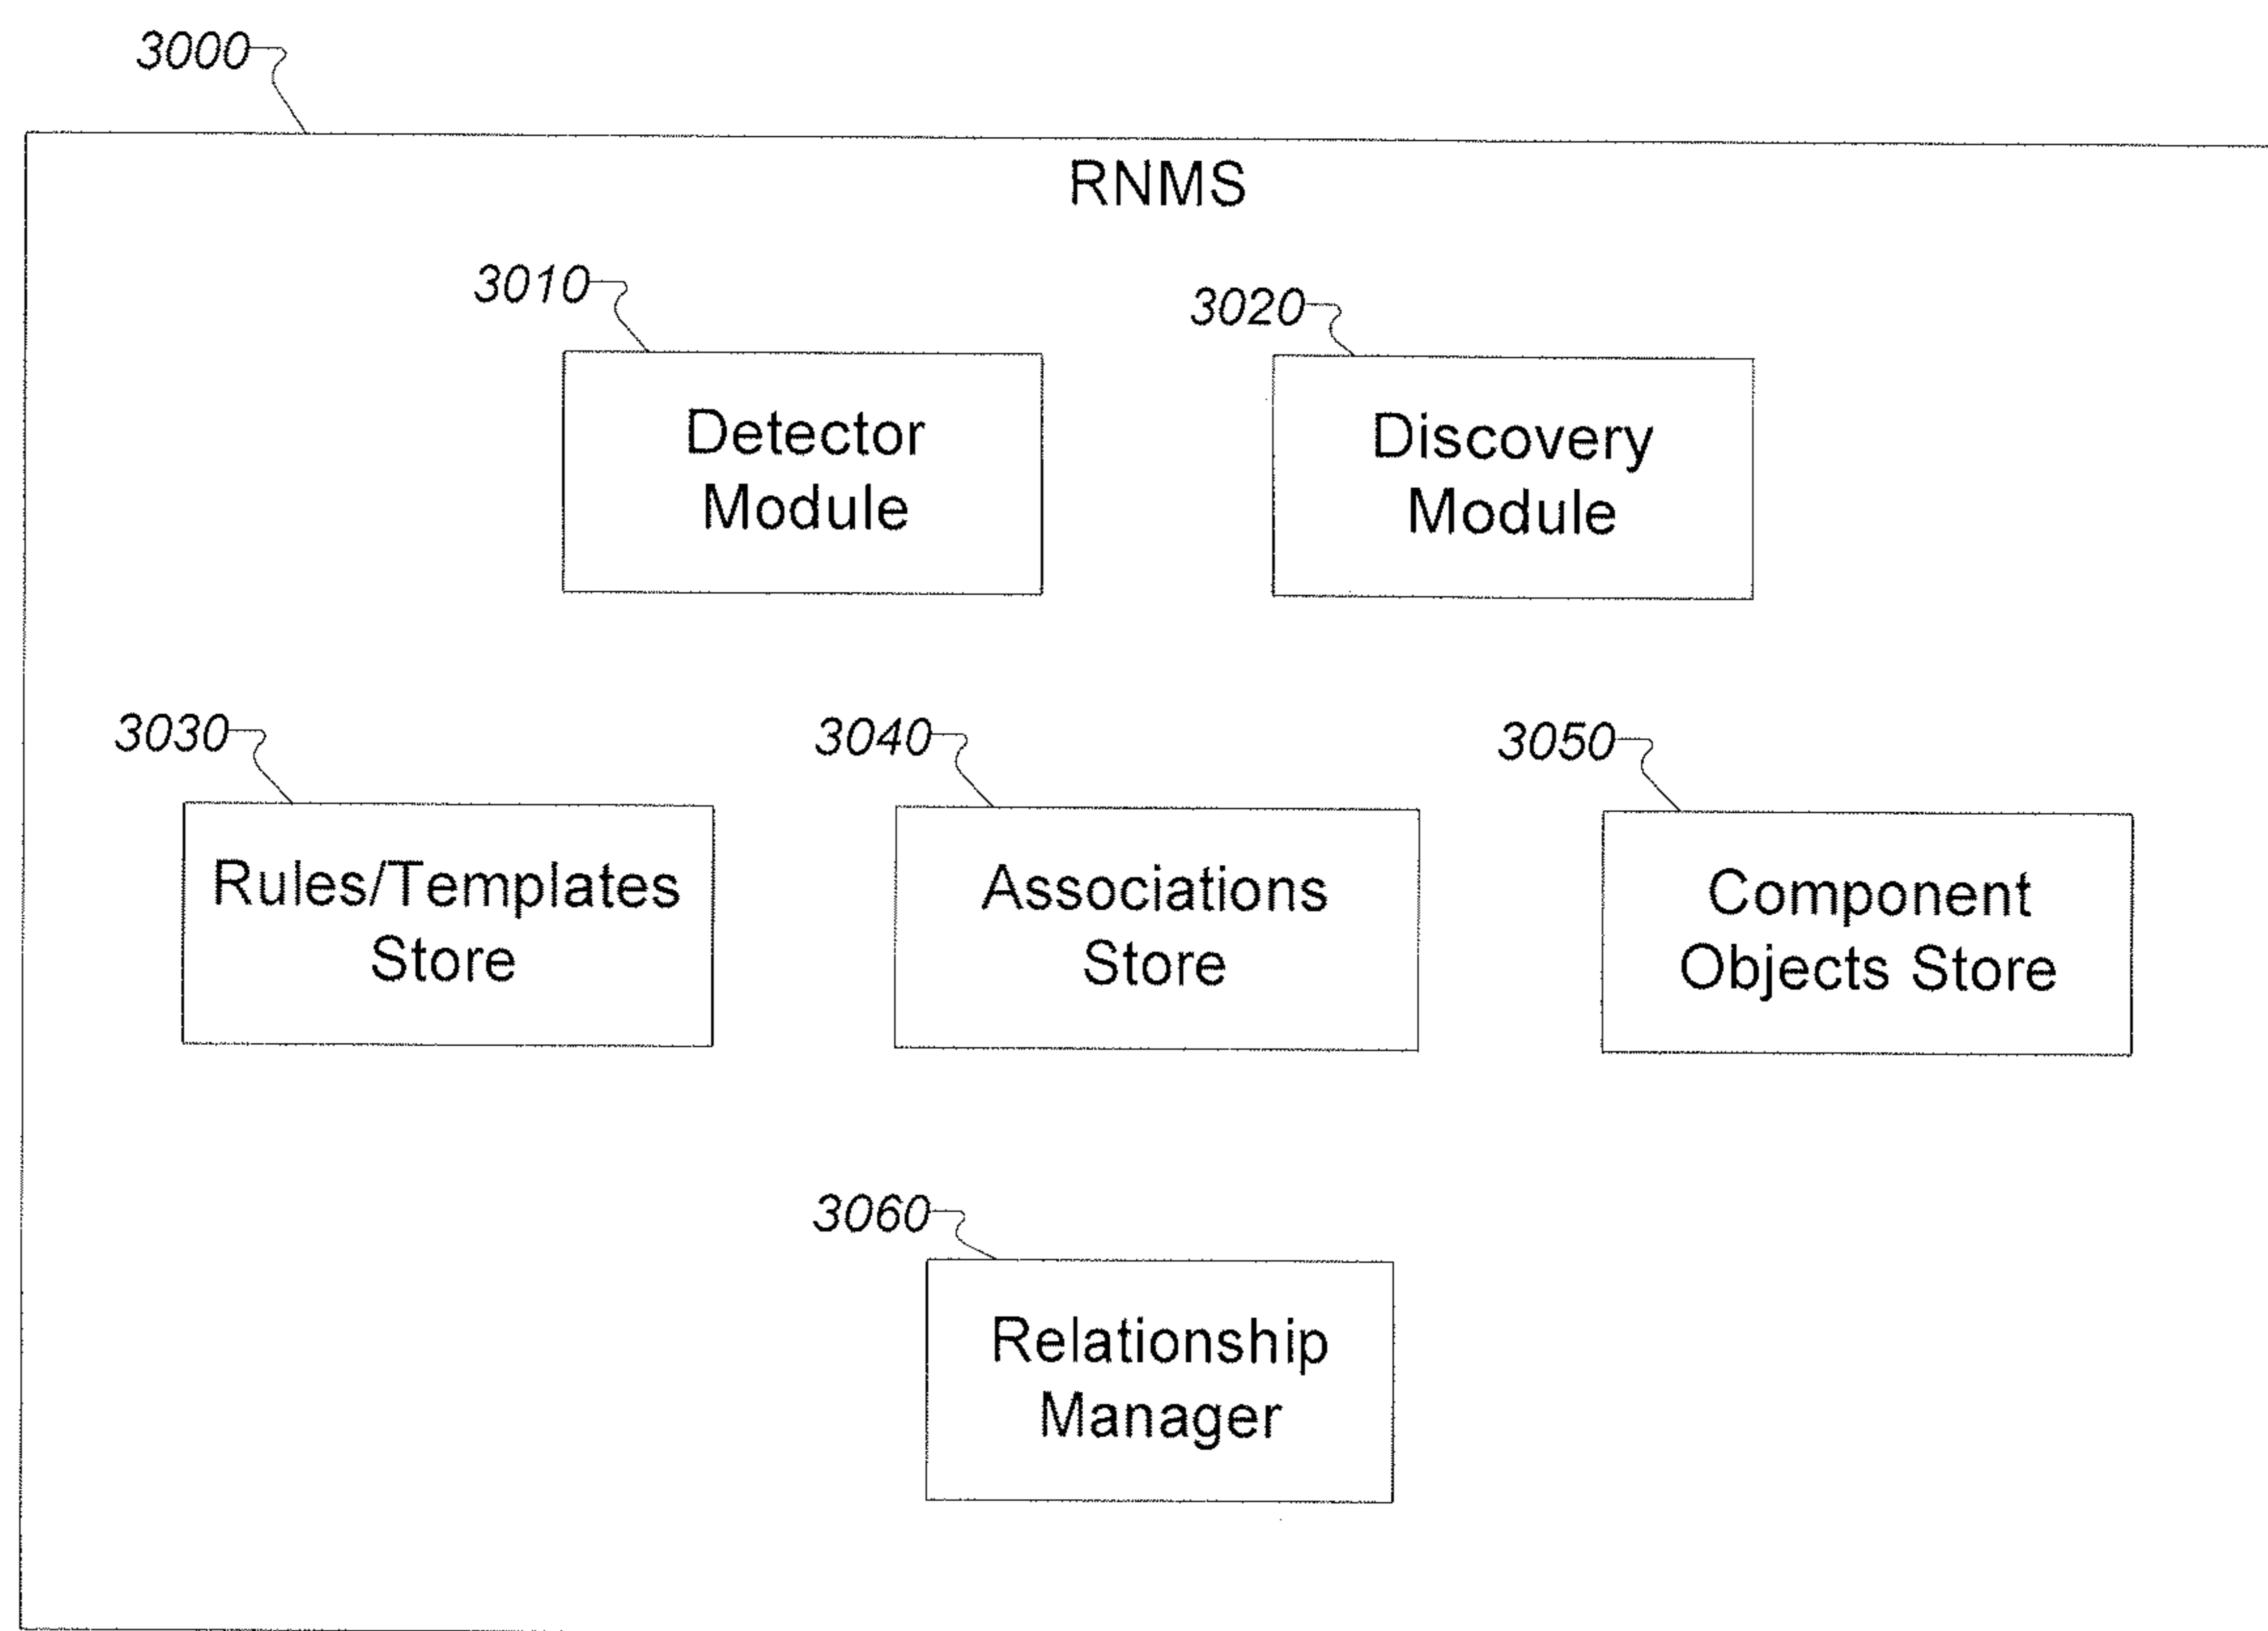 3000
RNMS
3010
3020
Detector
Module
Discovery
Module
3030
3040
3050
Rules/Templates
Store
Associations
Store
Component
Objects Store
3060
Relationship
Manager